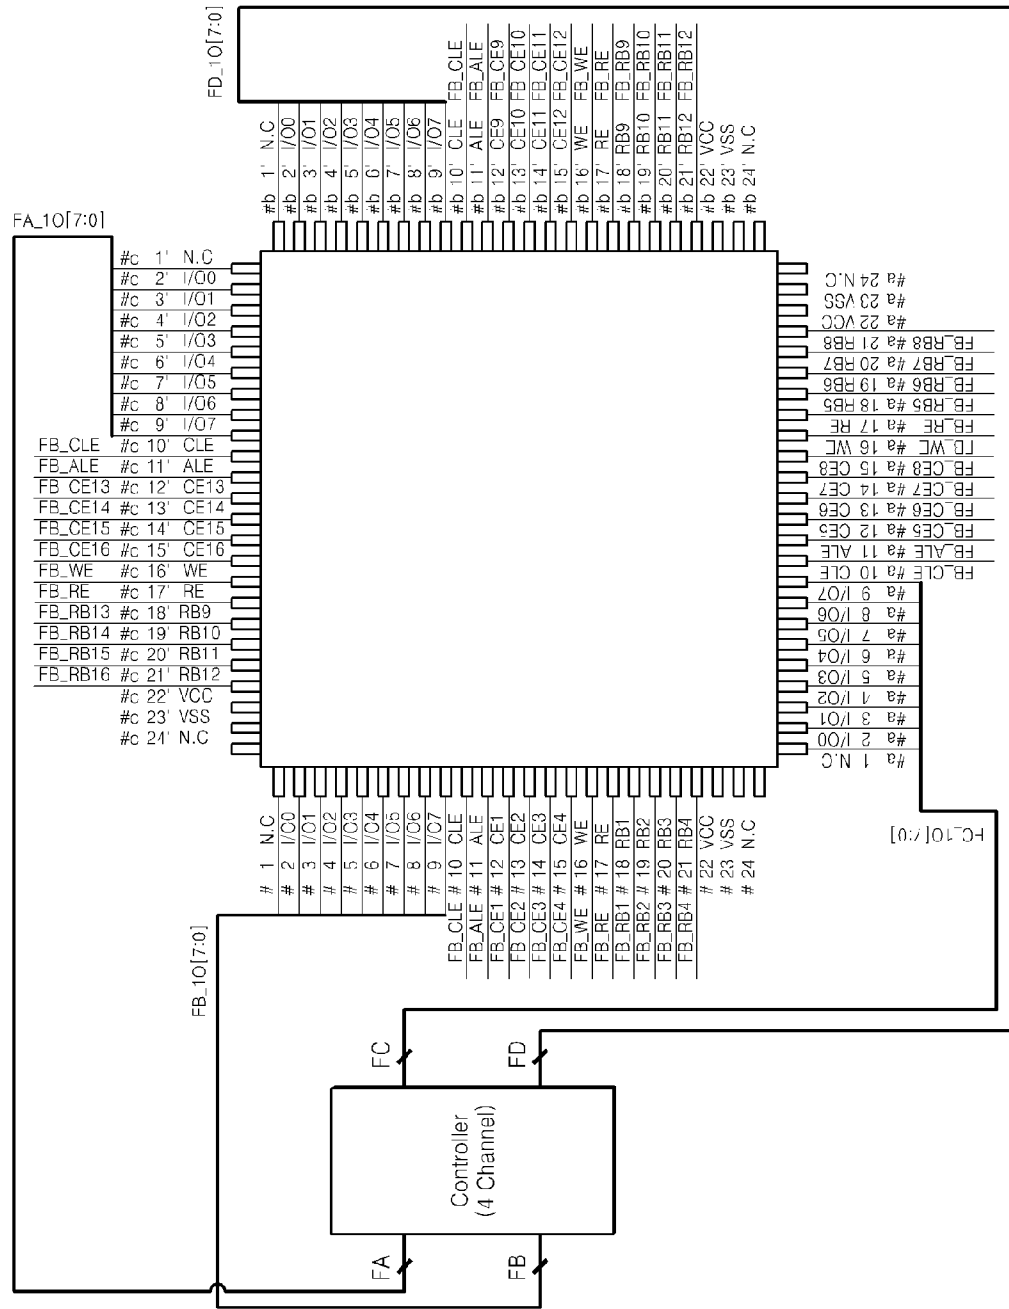 FD_1O[7:0]
#b 1' N.C
#b 2' I/O0
#b 3' I/O1
#b 4' I/O2
#b 5' I/O3
#b 6' I/O4
#b 7' I/O5
#b 8' I/O6
#b 9' I/O7
#b 10' CLE FB_CLE
#b 11' ALE FB_ALE
#b 12' CE9 FB_CE9
#b 13' CE10 FB_CE10
#b 14' CE11 FB_CE11
#b 15' CE12 FB_CE12
#b 16' WE FB_WE
#b 17' RE FB_RE
#b 18' RB9 FB_RB9
#b 19' RB10 FB_RB10
#b 20' RB11 FB_RB11
#b 21' RB12 FB_RB12
#b 22' VCC
#b 23' VSS
#b 24' N.C
FA_1O[7:0]
#c 1' N.C
#c 2' I/O0
#c 3' I/O1
#c 4' I/O2
#c 5' I/O3
#c 6' I/O4
#c 7' I/O5
#c 8' I/O6
#c 9' I/O7
FB_CLE #c 10' CLE
FB_ALE #c 11' ALE
FB_CE13 #c 12' CE13
FB_CE14 #c 13' CE14
FB_CE15 #c 14' CE15
FB_CE16 #c 15' CE16
FB_WE #c 16' WE
FB_RE #c 17' RE
FB_RB13 #c 18' RB9
FB_RB14 #c 19' RB10
FB_RB15 #c 20' RB11
FB_RB16 #c 21' RB12
#c 22' VCC
#c 23' VSS
#c 24' N.C
#a 24 N.C
#a 23 VSS
#a 22 VCC
FB_RB8 #a 21 RB8
FB_RB7 #a 20 RB7
FB_RB6 #a 19 RB6
FB_RB5 #a 18 RB5
FB_RE #a 17 RE
FB_WE #a 16 WE
FB_CE8 #a 15 CE8
FB_CE7 #a 14 CE7
FB_CE6 #a 13 CE6
FB_CE5 #a 12 CE5
FB_ALE #a 11 ALE
FB_CLE #a 10 CLE
#a 9 I/O7
#a 8 I/O6
#a 7 I/O5
#a 6 I/O4
#a 5 I/O3
#a 4 I/O2
#a 3 I/O1
#a 2 I/O0
#a 1 N.C
FC_1O[7:0]
# 1 N.C
# 2 I/O0
# 3 I/O1
# 4 I/O2
# 5 I/O3
# 6 I/O4
# 7 I/O5
# 8 I/O6
# 9 I/O7
FB_CLE # 10 CLE
FB_ALE # 11 ALE
FB_CE1 # 12 CE1
FB_CE2 # 13 CE2
FB_CE3 # 14 CE3
FB_CE4 # 15 CE4
FB_WE # 16 WE
FB_RE # 17 RE
FB_RB1 # 18 RB1
FB_RB2 # 19 RB2
FB_RB3 # 20 RB3
FB_RB4 # 21 RB4
# 22 VCC
# 23 VSS
# 24 N.C
FB_1O[7:0]
FC
FD
Controller
(4 Channel)
FA
FB